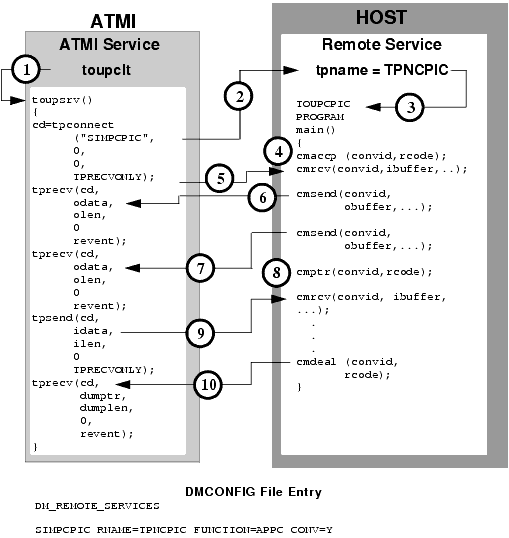 ATMI
ATMI Service
1
toupclt
toupsrv()
{
cd=tpconnect
("SIMPCPIC",
0,
0,
TPRECVONLY);
tprecv(cd,
odata,
olen,
0
revent);
tprecv(cd,
odata,
olen,
0
revent);
tpsend(cd,
idata,
ilen,
0
TPRECVONLY);
tprecv(cd,
dumptr,
dumplen,
0,
revent);
}
2
5
6
7
9
10
HOST
Remote Service
tpname = TPNCPIC
3
TOUPCPIC
PROGRAM
main()
{
4
cmaccp (convid,rcode);
cmrcv(convid,ibuffer,..);
cmsend(convid,
obuffer,...);
cmsend(convid,
obuffer,...);
8
cmptr(convid,rcode);
cmrcv(convid, ibuffer,
...);
.
.
.
cmdeal (convid,
rcode);
}
DMCONFIG File Entry
DM_REMOTE_SERVICES
SIMPCPIC RNAME=TPNCPIC FUNCTION=APPC CONV=Y